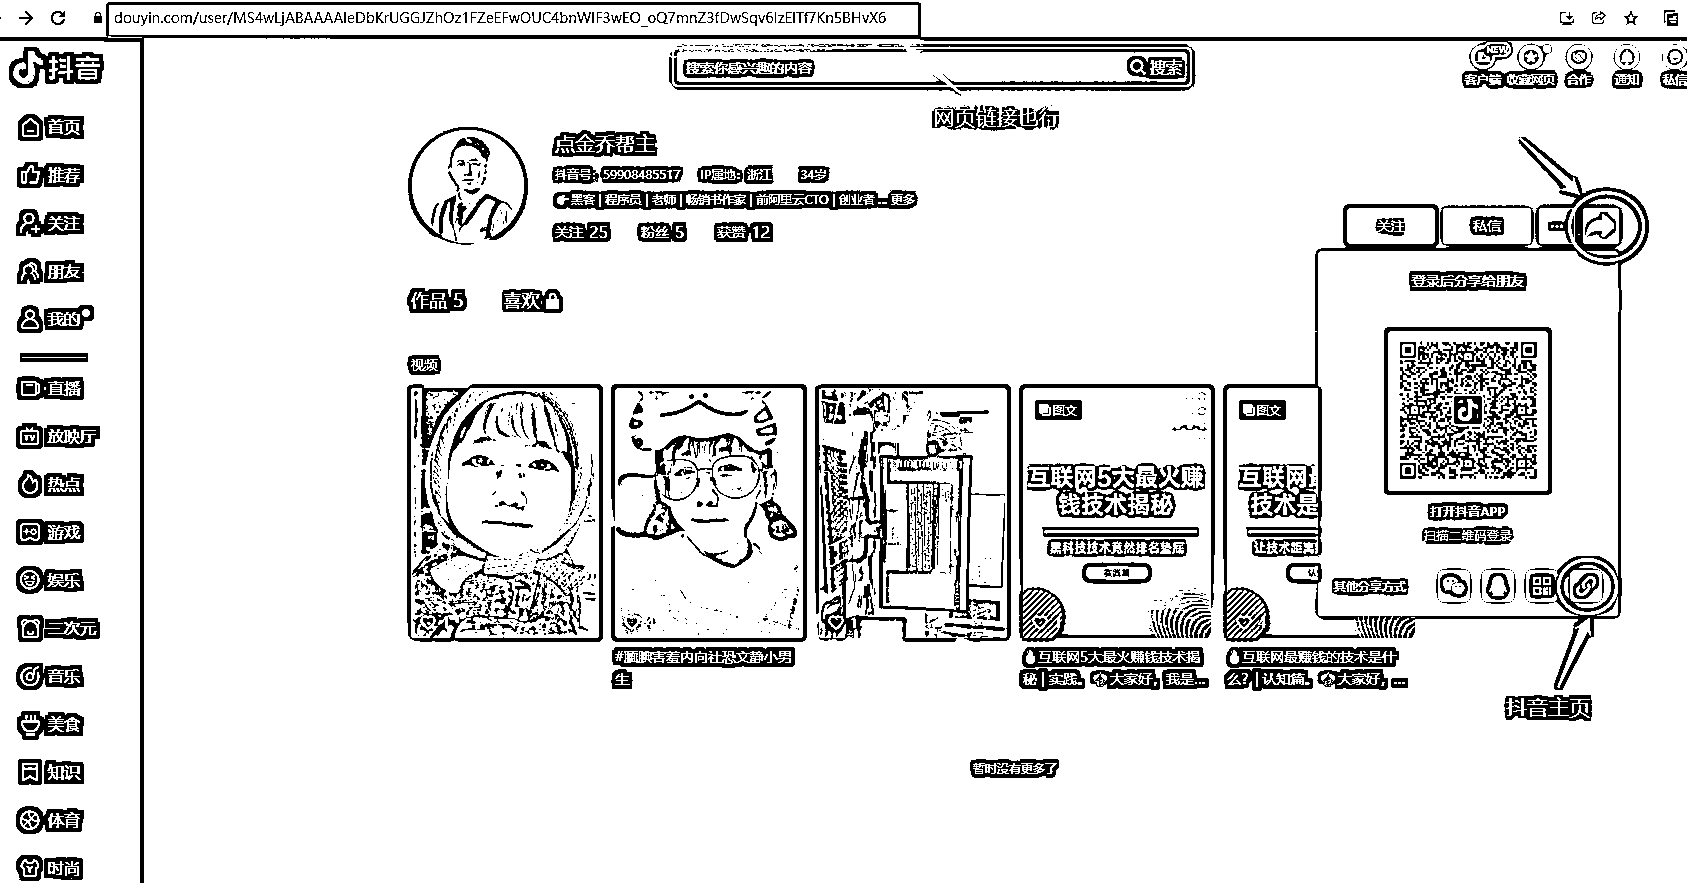 douyin.com/user/MS4wLjABAAAAIeDbKrUGGJZhOz1FZeEFwOUC4bnWlF3wEO_oQ7mnZ3fDwSqv6IzElTf7Kn5BHvX6
抖音
搜索你感兴趣的内容
搜索
NEW
客户端
收藏网页
合作
通知
私信
网页链接也行
首页
推荐
关注
朋友
我的
直播
放映厅
热点
游戏
娱乐
二次元
音乐
美食
知识
体育
时尚
点金乔帮主
抖音号：59908485517 IP属地：浙江 34岁
黑客 | 程序员 | 老师 | 畅销书作家 | 前阿里云CTO | 创业者 ... 更多
关注 25 粉丝 5 获赞 12
关注
私信
作品 5 喜欢
视频
图文
互联网5大最火赚
钱技术揭秘
黑科技技术竟然排名垫底
实践篇
图文
互联网
技术是
#腼腆害羞内向社恐文静小男
生
互联网5大最火赚钱技术揭
秘 | 实践。大家好，我是...
互联网最赚钱的技术是什
么？| 认知篇。大家好，...
登录后分享给朋友
打开抖音APP
扫描二维码登录
其他分享方式
抖音主页
暂时没有更多了